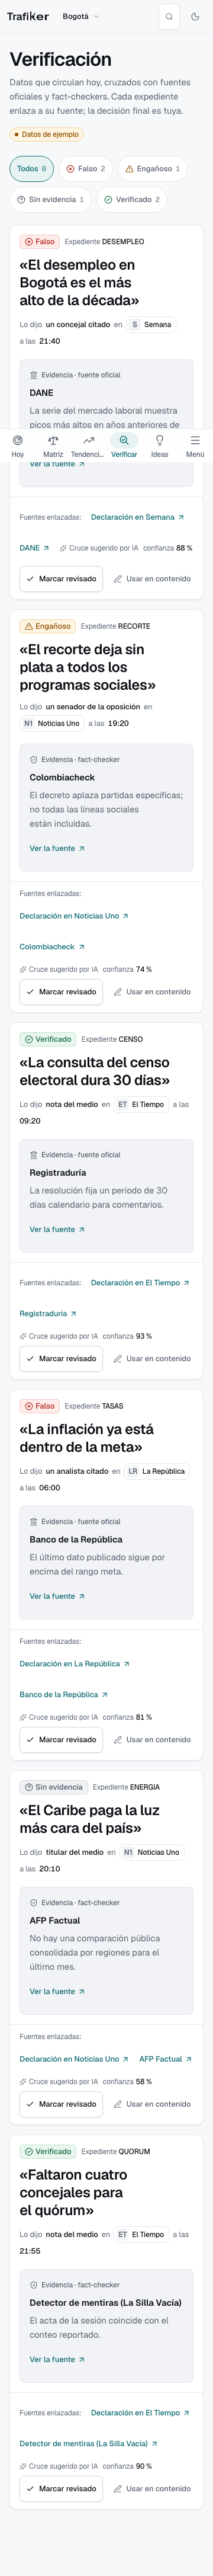 Trafiker
Bogotá
Verificación
Datos que circulan hoy, cruzados con fuentes
oficiales y fact-checkers. Cada expediente
enlaza a su fuente; la decisión final es tuya.
Datos de ejemplo
Todos 6
Falso 2
Engañoso 1
Sin evidencia 1
Verificado 2
Falso Expediente DESEMPLEO
«El desempleo en
Bogotá es el más
alto de la década»
Lo dijo un concejal citado en S Semana
a las 21:40
Evidencia · fuente oficial
DANE
La serie del mercado laboral muestra
picos más altos en años anteriores de
Hoy
Matriz
Tendenci...
Verificar
Ideas
Menú
Ver la fuente
Fuentes enlazadas: Declaración en Semana
DANE Cruce sugerido por IA confianza 88 %
Marcar revisado Usar en contenido
Engañoso Expediente RECORTE
«El recorte deja sin
plata a todos los
programas sociales»
Lo dijo un senador de la oposición en
N1 Noticias Uno a las 19:20
Evidencia · fact-checker
Colombiacheck
El decreto aplaza partidas específicas;
no todas las líneas sociales
están incluidas.
Ver la fuente
Fuentes enlazadas:
Declaración en Noticias Uno
Colombiacheck
Cruce sugerido por IA confianza 74 %
Marcar revisado Usar en contenido
Verificado Expediente CENSO
«La consulta del censo
electoral dura 30 días»
Lo dijo nota del medio en ET El Tiempo a las
09:20
Evidencia · fuente oficial
Registraduría
La resolución fija un periodo de 30
días calendario para comentarios.
Ver la fuente
Fuentes enlazadas: Declaración en El Tiempo
Registraduría
Cruce sugerido por IA confianza 93 %
Marcar revisado Usar en contenido
Falso Expediente TASAS
«La inflación ya está
dentro de la meta»
Lo dijo un analista citado en LR La República
a las 06:00
Evidencia · fuente oficial
Banco de la República
El último dato publicado sigue por
encima del rango meta.
Ver la fuente
Fuentes enlazadas:
Declaración en La República
Banco de la República
Cruce sugerido por IA confianza 81 %
Marcar revisado Usar en contenido
Sin evidencia Expediente ENERGIA
«El Caribe paga la luz
más cara del país»
Lo dijo titular del medio en N1 Noticias Uno
a las 20:10
Evidencia · fact-checker
AFP Factual
No hay una comparación pública
consolidada por regiones para el
último mes.
Ver la fuente
Fuentes enlazadas:
Declaración en Noticias Uno AFP Factual
Cruce sugerido por IA confianza 58 %
Marcar revisado Usar en contenido
Verificado Expediente QUORUM
«Faltaron cuatro
concejales para
el quórum»
Lo dijo nota del medio en ET El Tiempo a las
21:55
Evidencia · fact-checker
Detector de mentiras (La Silla Vacía)
El acta de la sesión coincide con el
conteo reportado.
Ver la fuente
Fuentes enlazadas: Declaración en El Tiempo
Detector de mentiras (La Silla Vacía)
Cruce sugerido por IA confianza 90 %
Marcar revisado Usar en contenido